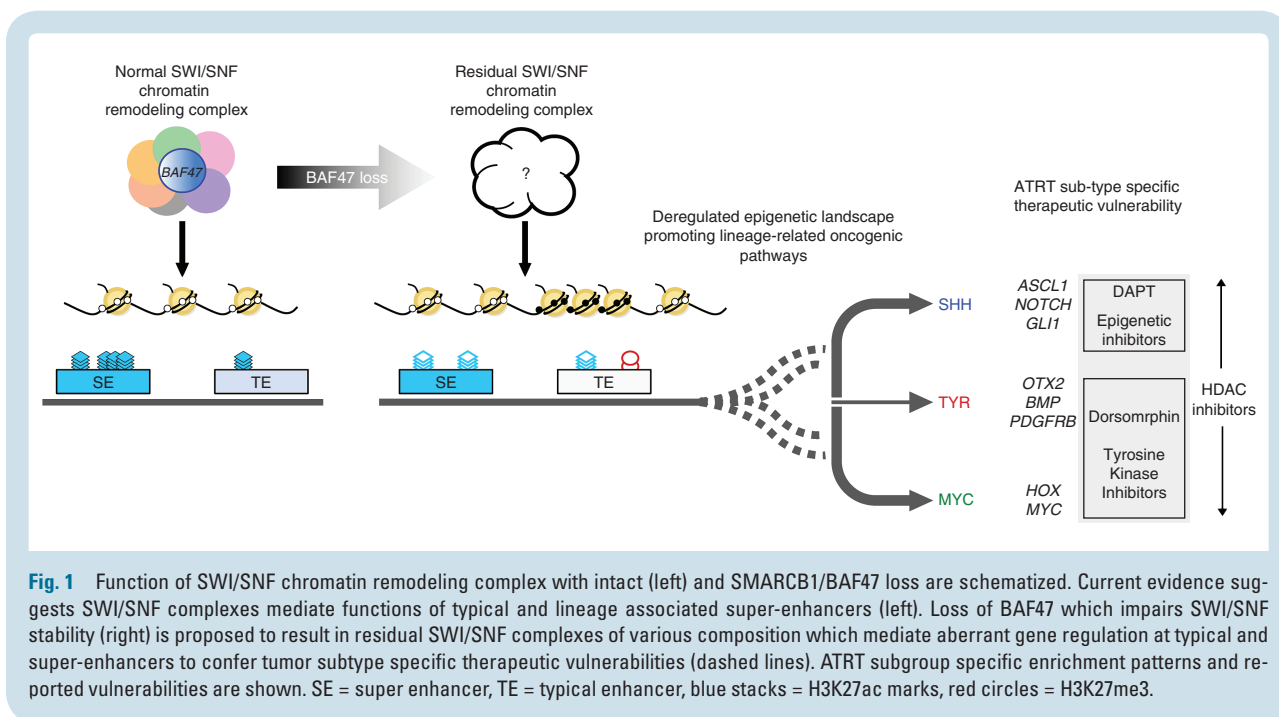 Normal SWI/SNF
chromatin
remodeling complex
BAF47
BAF47 loss
Residual SWI/SNF
chromatin
remodeling complex
?
Deregulated epigenetic landscape
promoting lineage-related oncogenic
pathways
ATRT sub-type specific
therapeutic vulnerability
SE
TE
SE
TE
SHH
ASCL1
NOTCH
GLI1
DAPT
Epigenetic
inhibitors
TYR
OTX2
BMP
PDGFRB
Dorsomrphin
Tyrosine
Kinase
Inhibitors
MYC
HOX
MYC
HDAC
inhibitors
Fig. 1 Function of SWI/SNF chromatin remodeling complex with intact (left) and SMARCB1/BAF47 loss are schematized. Current evidence sug-
gests SWI/SNF complexes mediate functions of typical and lineage associated super-enhancers (left). Loss of BAF47 which impairs SWI/SNF
stability (right) is proposed to result in residual SWI/SNF complexes of various composition which mediate aberrant gene regulation at typical and
super-enhancers to confer tumor subtype specific therapeutic vulnerabilities (dashed lines). ATRT subgroup specific enrichment patterns and re-
ported vulnerabilities are shown. SE = super enhancer, TE = typical enhancer, blue stacks = H3K27ac marks, red circles = H3K27me3.